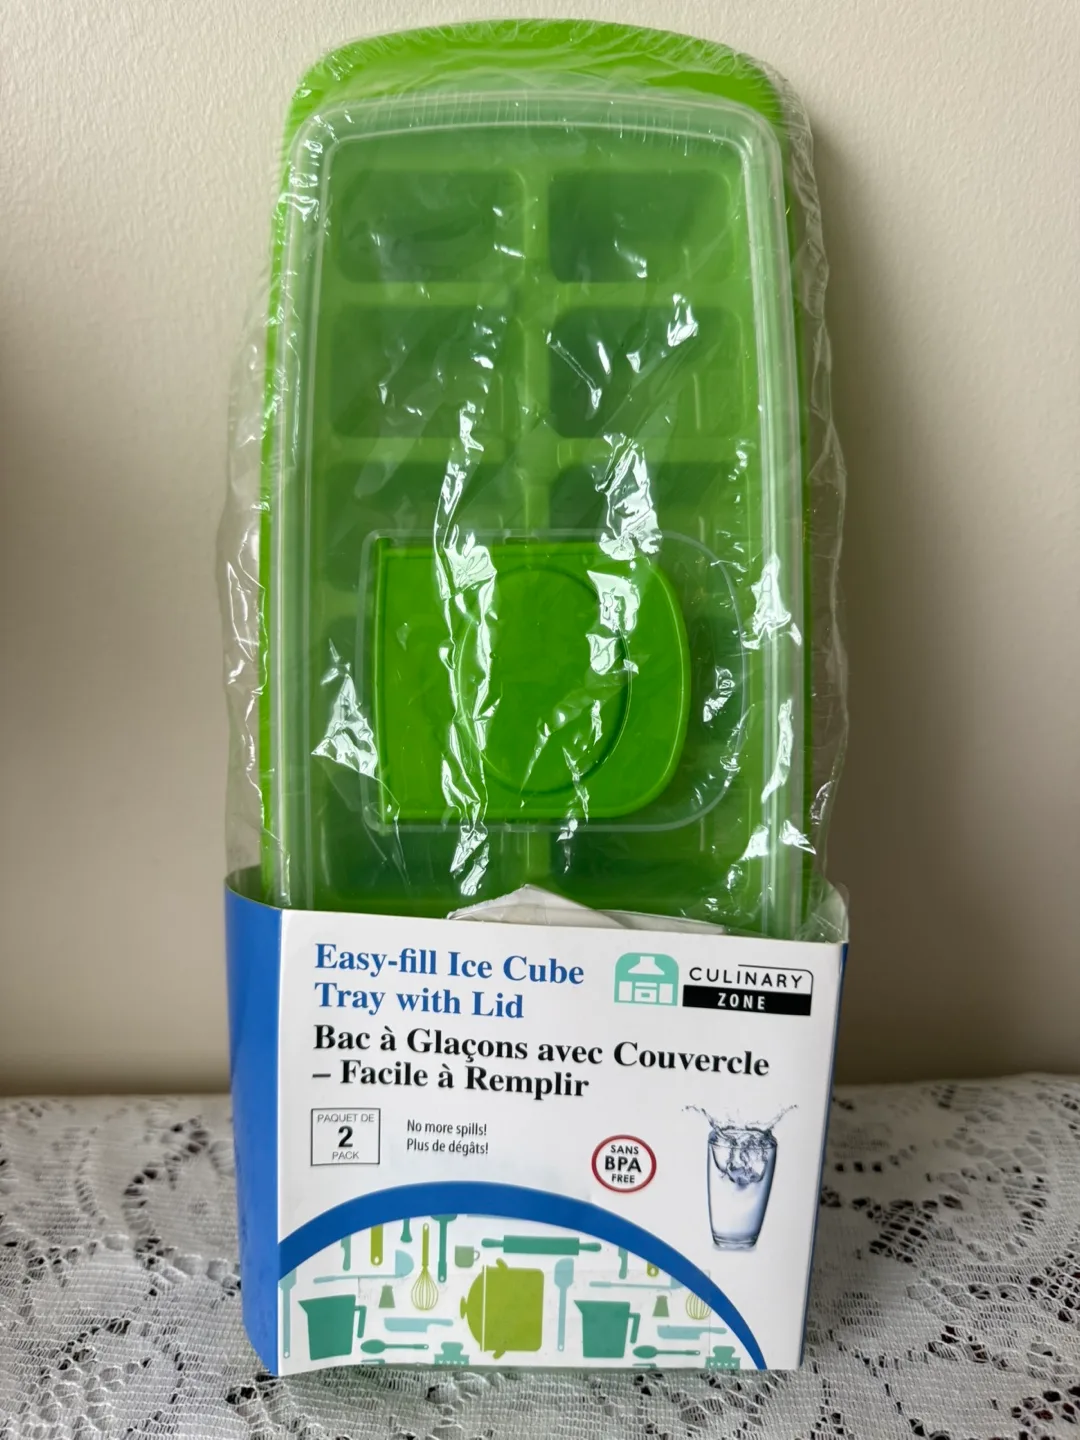 Easy-fill Ice Cube
Tray with Lid
CULINARY
ZONE
Bac à Glaçons avec Couvercle
– Facile à Remplir
PAQUET DE
2
PACK
No more spills!
Plus de dégâts!
SANS
BPA
FREE